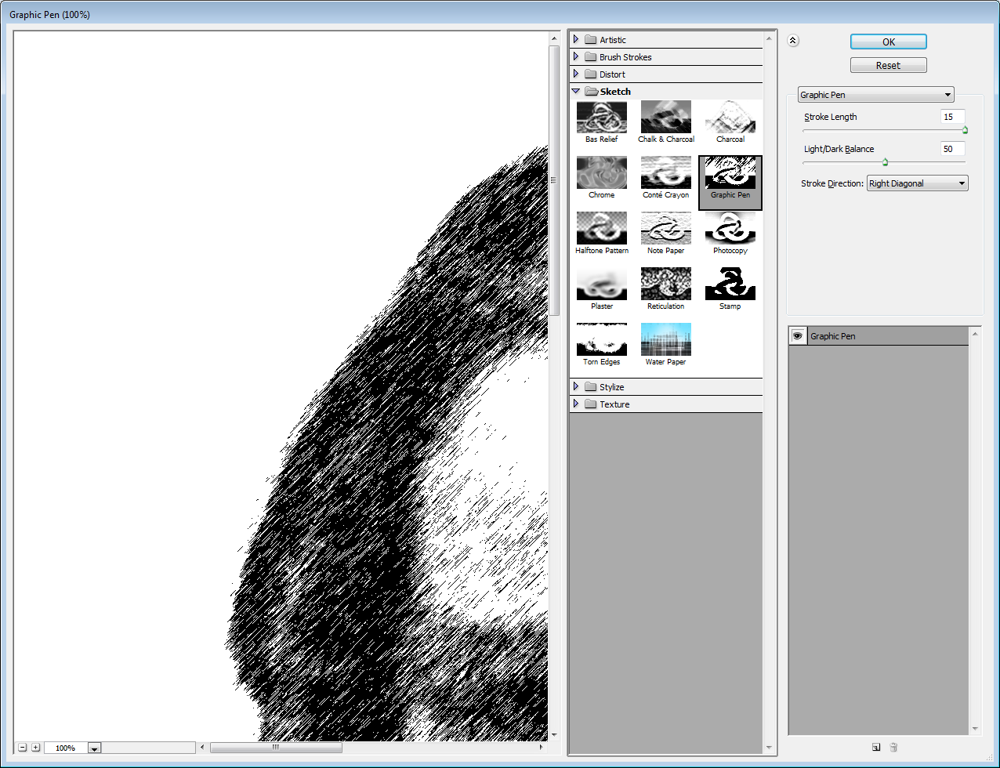 Graphic Pen (100%)
Artistic
Brush Strokes
Distort
Sketch
Bas Relief
Chalk & Charcoal
Charcoal
Chrome
Conté Crayon
Graphic Pen
Halftone Pattern
Note Paper
Photocopy
Plaster
Reticulation
Stamp
Torn Edges
Water Paper
Stylize
Texture
OK
Reset
Graphic Pen
Stroke Length 15
Light/Dark Balance 50
Stroke Direction: Right Diagonal
Graphic Pen
100%